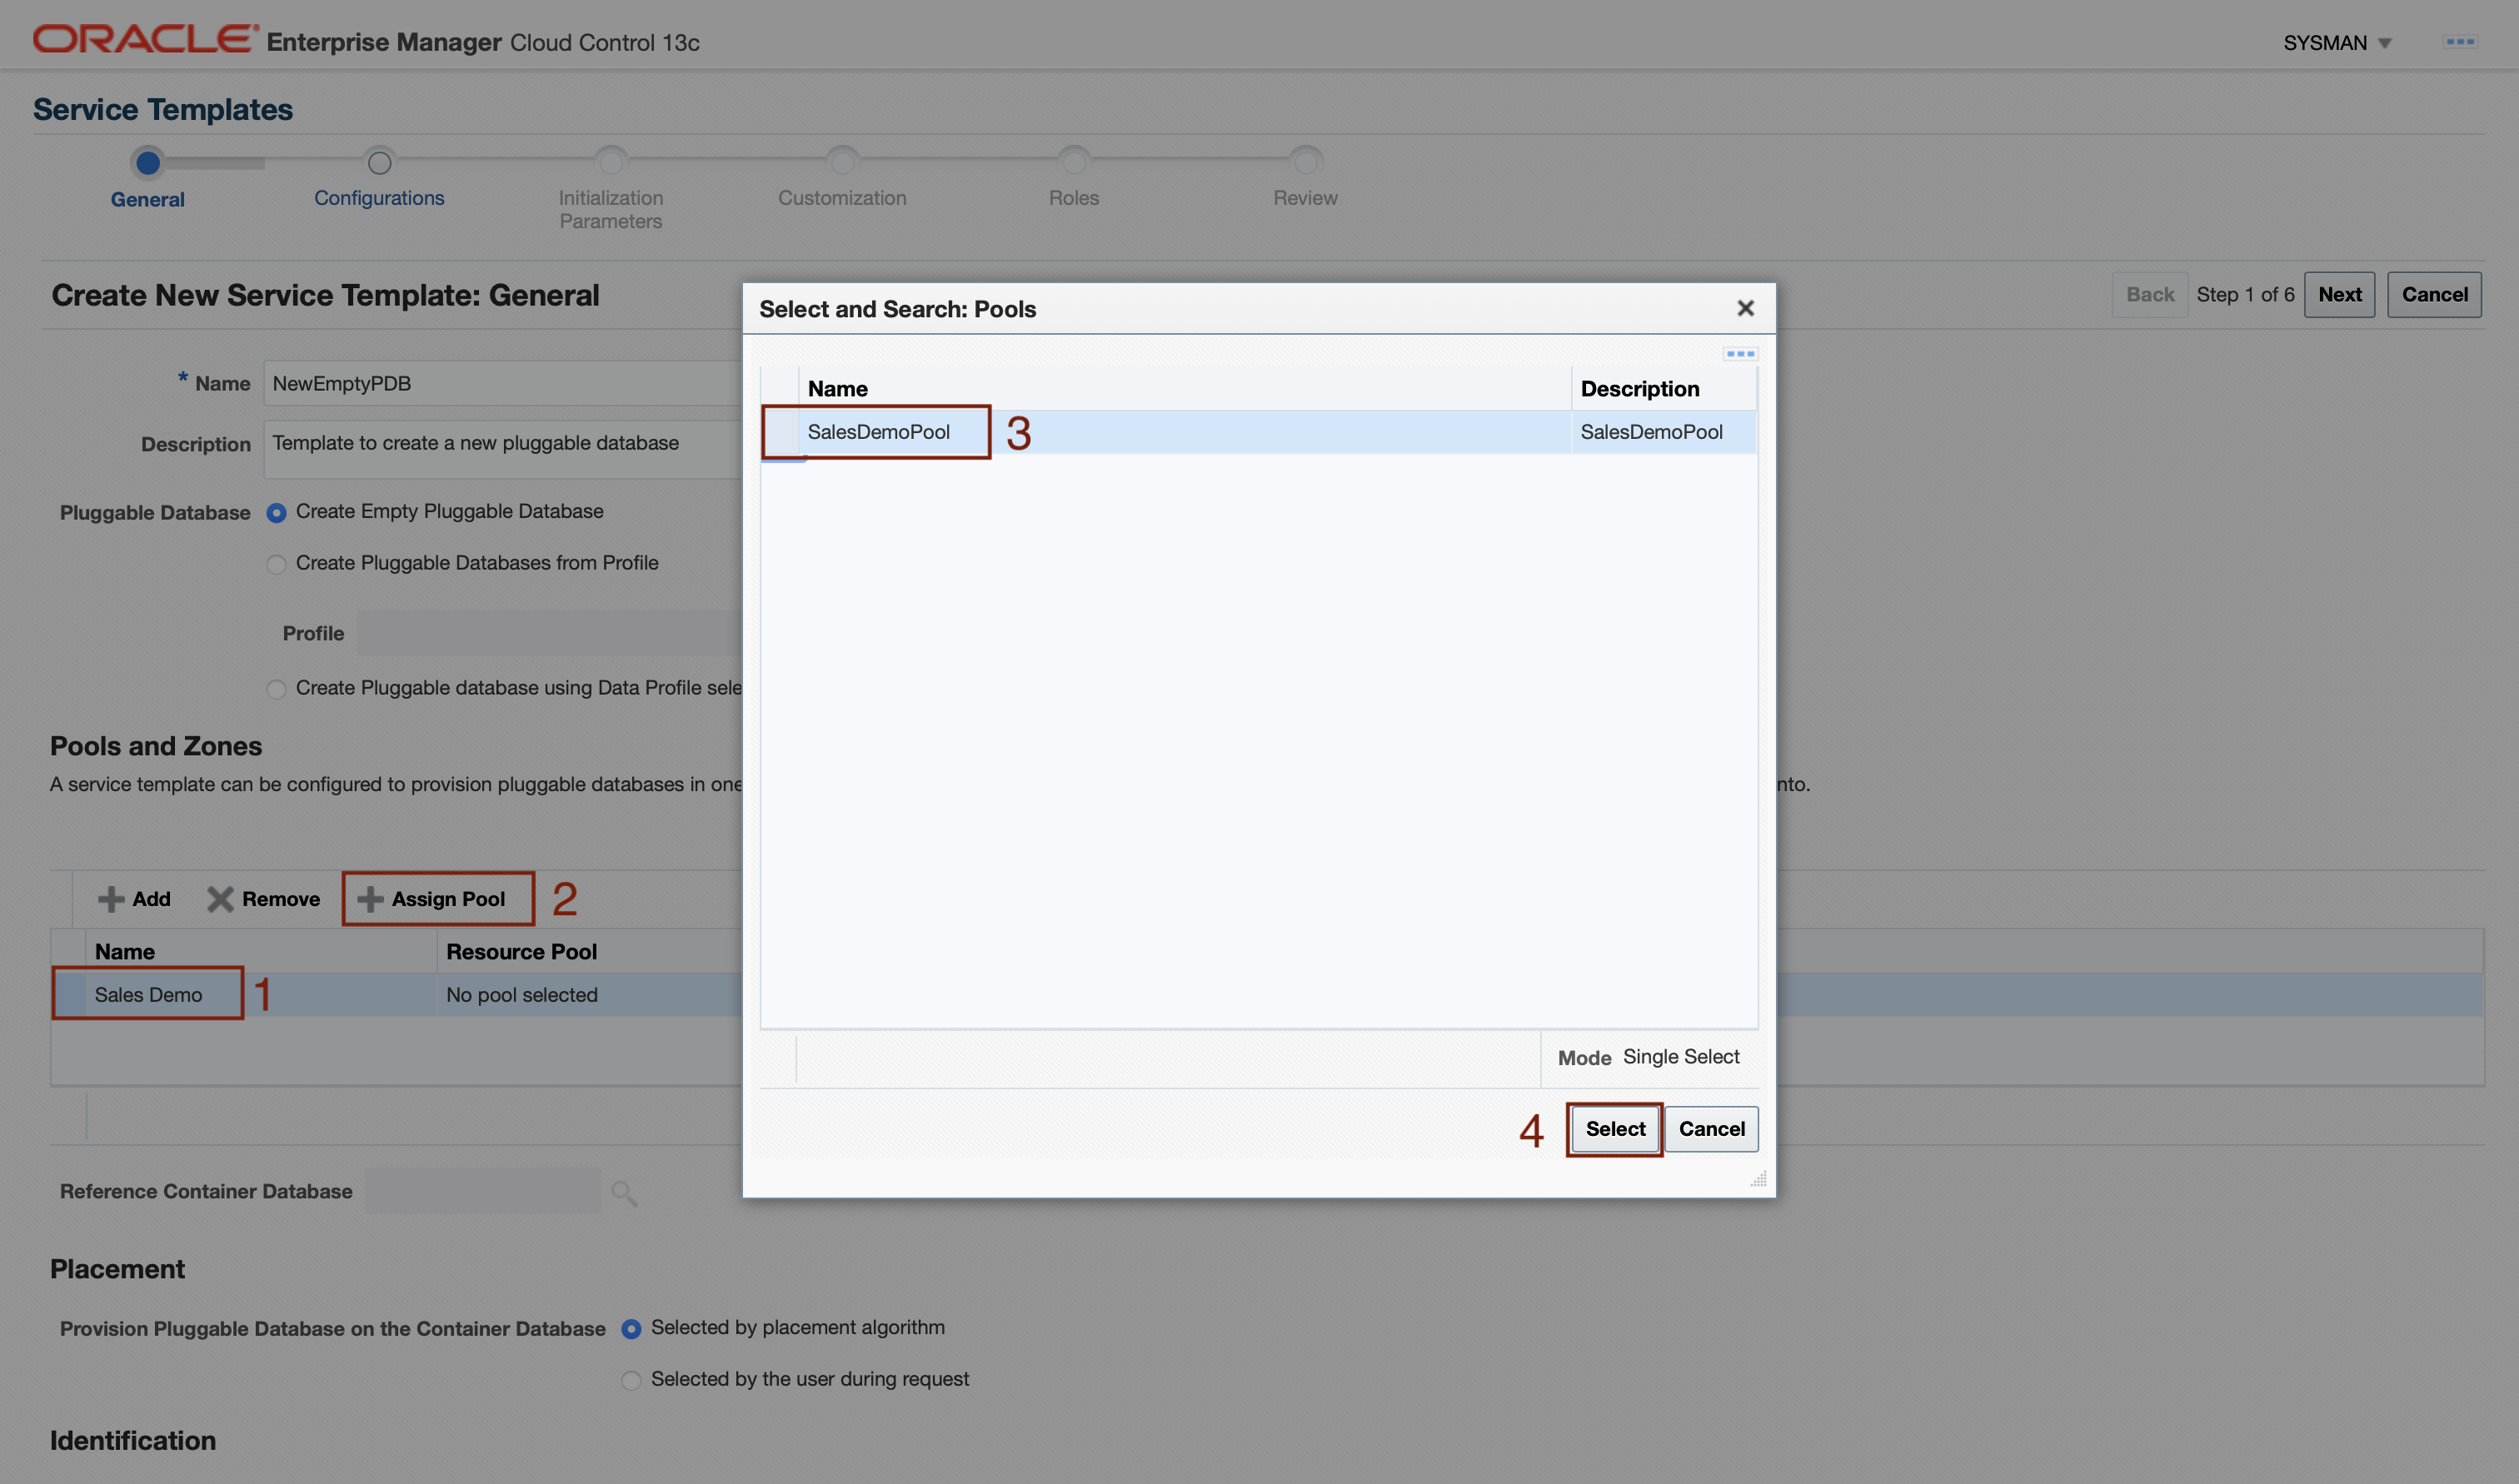 ORACLE Enterprise Manager Cloud Control 13c
SYSMAN
Service Templates
General
Configurations
Initialization
Parameters
Customization
Roles
Review
Create New Service Template: General
Back Step 1 of 6 Next Cancel
* Name NewEmptyPDB
Description Template to create a new pluggable database
Pluggable Database Create Empty Pluggable Database
Create Pluggable Databases from Profile
Profile
Create Pluggable database using Data Profile sele
Pools and Zones
A service template can be configured to provision pluggable databases in one
nto.
Add Remove Assign Pool 2
Name Resource Pool
Sales Demo 1 No pool selected
Reference Container Database
Placement
Provision Pluggable Database on the Container Database Selected by placement algorithm
Selected by the user during request
Identification
Select and Search: Pools
Name Description
SalesDemoPool 3 SalesDemoPool
Mode Single Select
4 Select Cancel